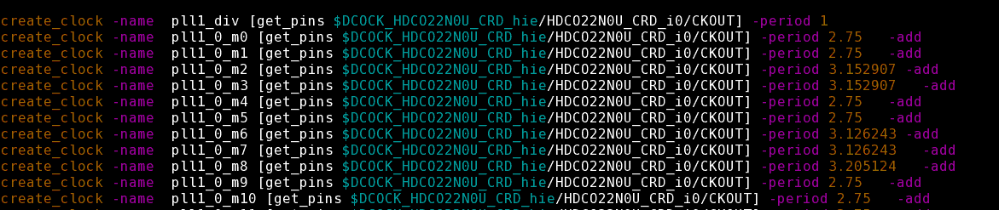 create_clock -name  pll1_div [get_pins $DCOCK_HDCO22N0U_CRD_hie/HDCO22N0U_CRD_i0/CKOUT] -period 1
create_clock -name  pll1_0_m0 [get_pins $DCOCK_HDCO22N0U_CRD_hie/HDCO22N0U_CRD_i0/CKOUT] -period 2.75   -add
create_clock -name  pll1_0_m1 [get_pins $DCOCK_HDCO22N0U_CRD_hie/HDCO22N0U_CRD_i0/CKOUT] -period 2.75   -add
create_clock -name  pll1_0_m2 [get_pins $DCOCK_HDCO22N0U_CRD_hie/HDCO22N0U_CRD_i0/CKOUT] -period 3.152907 -add
create_clock -name  pll1_0_m3 [get_pins $DCOCK_HDCO22N0U_CRD_hie/HDCO22N0U_CRD_i0/CKOUT] -period 3.152907   -add
create_clock -name  pll1_0_m4 [get_pins $DCOCK_HDCO22N0U_CRD_hie/HDCO22N0U_CRD_i0/CKOUT] -period 2.75   -add
create_clock -name  pll1_0_m5 [get_pins $DCOCK_HDCO22N0U_CRD_hie/HDCO22N0U_CRD_i0/CKOUT] -period 2.75   -add
create_clock -name  pll1_0_m6 [get_pins $DCOCK_HDCO22N0U_CRD_hie/HDCO22N0U_CRD_i0/CKOUT] -period 3.126243 -add
create_clock -name  pll1_0_m7 [get_pins $DCOCK_HDCO22N0U_CRD_hie/HDCO22N0U_CRD_i0/CKOUT] -period 3.126243   -add
create_clock -name  pll1_0_m8 [get_pins $DCOCK_HDCO22N0U_CRD_hie/HDCO22N0U_CRD_i0/CKOUT] -period 3.205124   -add
create_clock -name  pll1_0_m9 [get_pins $DCOCK_HDCO22N0U_CRD_hie/HDCO22N0U_CRD_i0/CKOUT] -period 2.75   -add
create_clock -name  pll1_0_m10 [get_pins $DCOCK_HDCO22N0U_CRD_hie/HDCO22N0U_CRD_i0/CKOUT] -period 2.75   -add